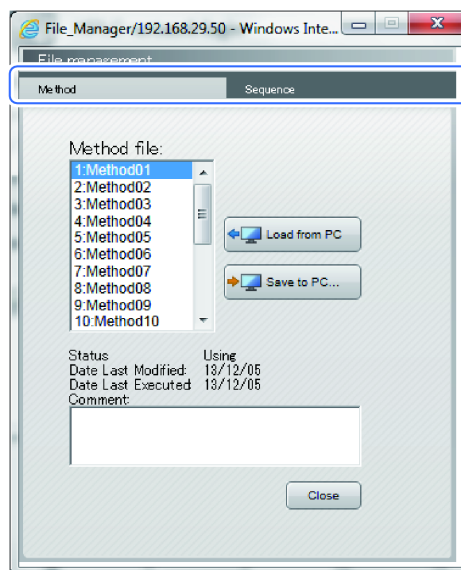 File_Manager/192.168.29.50 - Windows Inte...
File management
Method Sequence
Method file:
1:Method01
2:Method02
3:Method03
4:Method04
5:Method05
6:Method06
7:Method07
8:Method08
9:Method09
10:Method10
Load from PC
Save to PC...
Status Using
Date Last Modified: 13/12/05
Date Last Executed 13/12/05
Comment:
Close